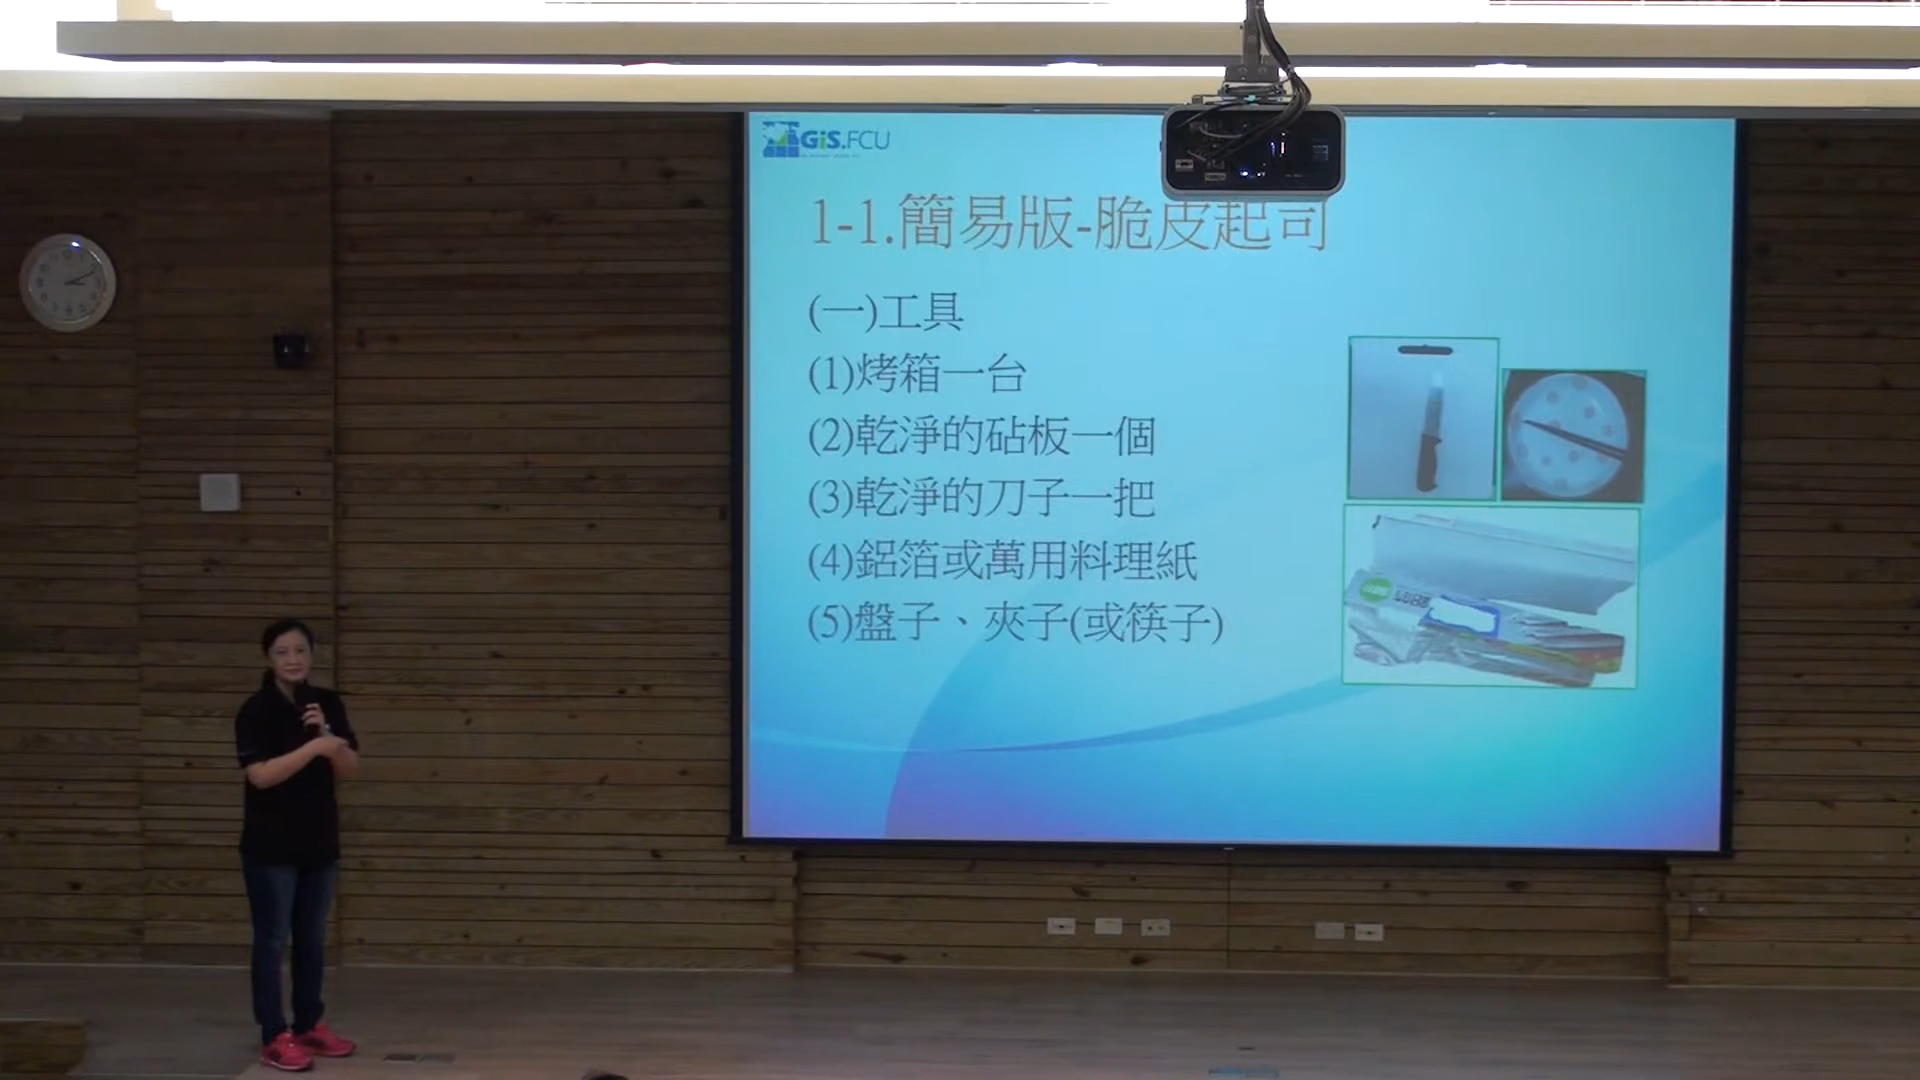 GiS.FCU
1-1.簡易版-脆皮起司
(一)工具
(1)烤箱一台
(2)乾淨的砧板一個
(3)乾淨的刀子一把
(4)鋁箔或萬用料理紙
(5)盤子、夾子(或筷子)